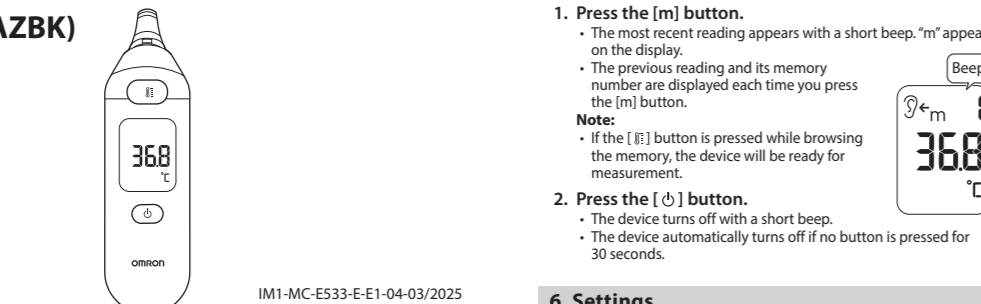 AZBK)
36.8
°C
OMRON
IM1-MC-E533-E-E1-04-03/2025
1. Press the [m] button.
• The most recent reading appears with a short beep. “m” appea
on the display.
• The previous reading and its memory
number are displayed each time you press
the [m] button.
Note:
• If the [ ] button is pressed while browsing
the memory, the device will be ready for
measurement.
Beep
m
36.8
°C
2. Press the [ ⏻ ] button.
• The device turns off with a short beep.
• The device automatically turns off if no button is pressed for
30 seconds.
6. Settings